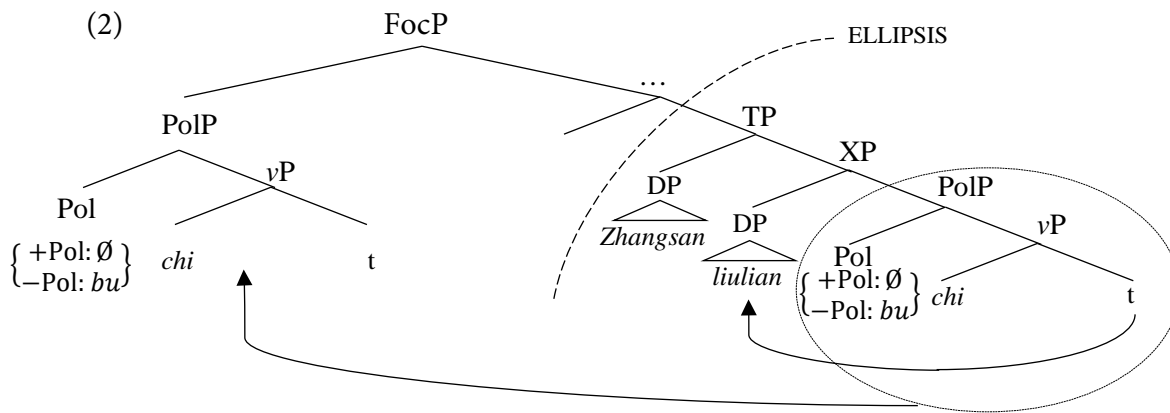 (2)
FocP
ELLIPSIS
…
PolP
TP
vP
XP
Pol
DP
PolP
{+Pol: Ø
−Pol: bu}
chi
t
Zhangsan
DP
liulian
Pol
vP
{+Pol: Ø
−Pol: bu}
chi
t